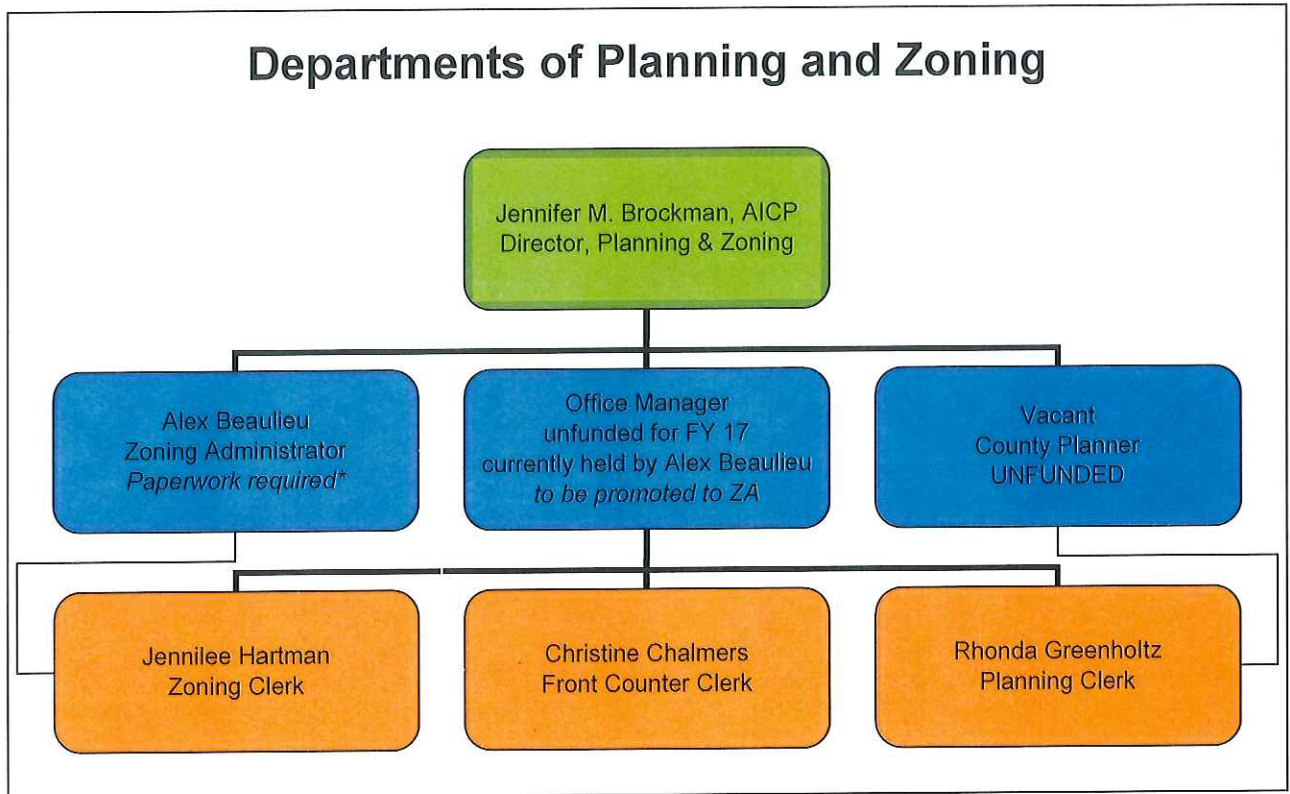 Departments of Planning and Zoning
Jennifer M. Brockman, AICP
Director, Planning & Zoning
Alex Beaulieu
Zoning Administrator
Paperwork required*
Office Manager
unfunded for FY 17
currently held by Alex Beaulieu
to be promoted to ZA
Vacant
County Planner
UNFUNDED
Jennilee Hartman
Zoning Clerk
Christine Chalmers
Front Counter Clerk
Rhonda Greenholtz
Planning Clerk